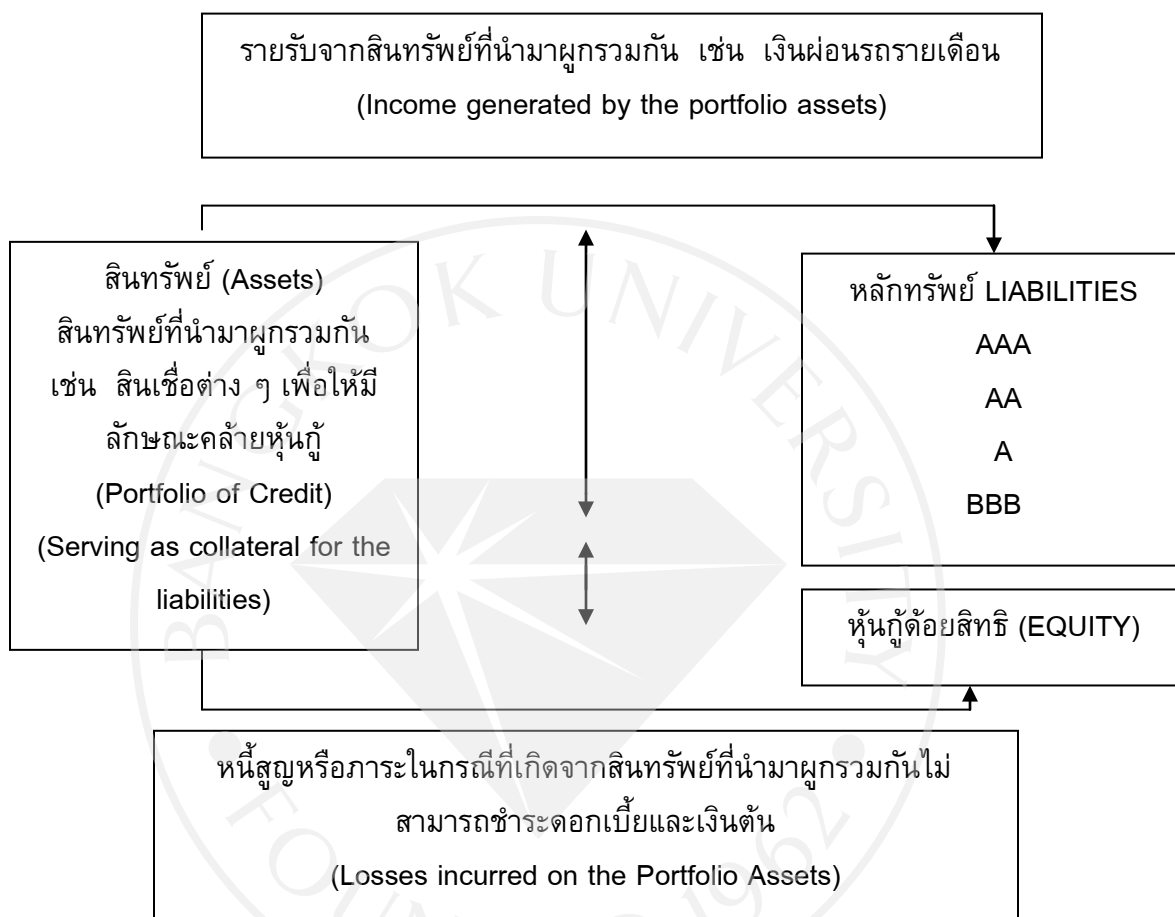 รายรับจากสินทรัพย์ที่นำมาผูกรวมกัน เช่น เงินผ่อนรถรายเดือน
(Income generated by the portfolio assets)
สินทรัพย์ (Assets)
สินทรัพย์ที่นำมาผูกรวมกัน
เช่น สินเชื่อต่าง ๆ เพื่อให้มี
ลักษณะคล้ายหุ้นกู้
(Portfolio of Credit)
(Serving as collateral for the
liabilities)
หลักทรัพย์ LIABILITIES
AAA
AA
A
BBB
หุ้นกู้ด้อยสิทธิ (EQUITY)
หนี้สูญหรือภาระในกรณีที่เกิดจากสินทรัพย์ที่นำมาผูกรวมกันไม่
สามารถชำระดอกเบี้ยและเงินต้น
(Losses incurred on the Portfolio Assets)
BANGKOK UNIVERSITY